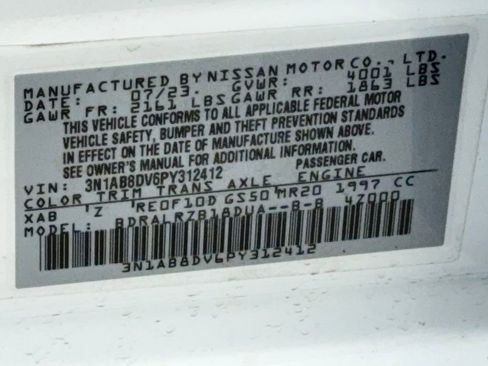 MANUFACTURED BY NISSAN MOTOR CO., LTD.
DATE: 07/23. GVWR: 4001 LBS
GAWR FR: 2161 LBS GAWR RR: 1863 LBS
THIS VEHICLE CONFORMS TO ALL APPLICABLE FEDERAL MOTOR
VEHICLE SAFETY, BUMPER AND THEFT PREVENTION STANDARDS
IN EFFECT ON THE DATE OF MANUFACTURE SHOWN ABOVE.
SEE OWNER'S MANUAL FOR ADDITIONAL INFORMATION.
VIN: 3N1AB8DV6PY312412 PASSENGER CAR.
COLOR TRIM TRANS AXLE ENGINE
XAB Z RE0F10D GS50 MR20 1997 CC
MODEL: BDRALRZB18DUA--B-B 47000
3N1AB8DV6PY312412